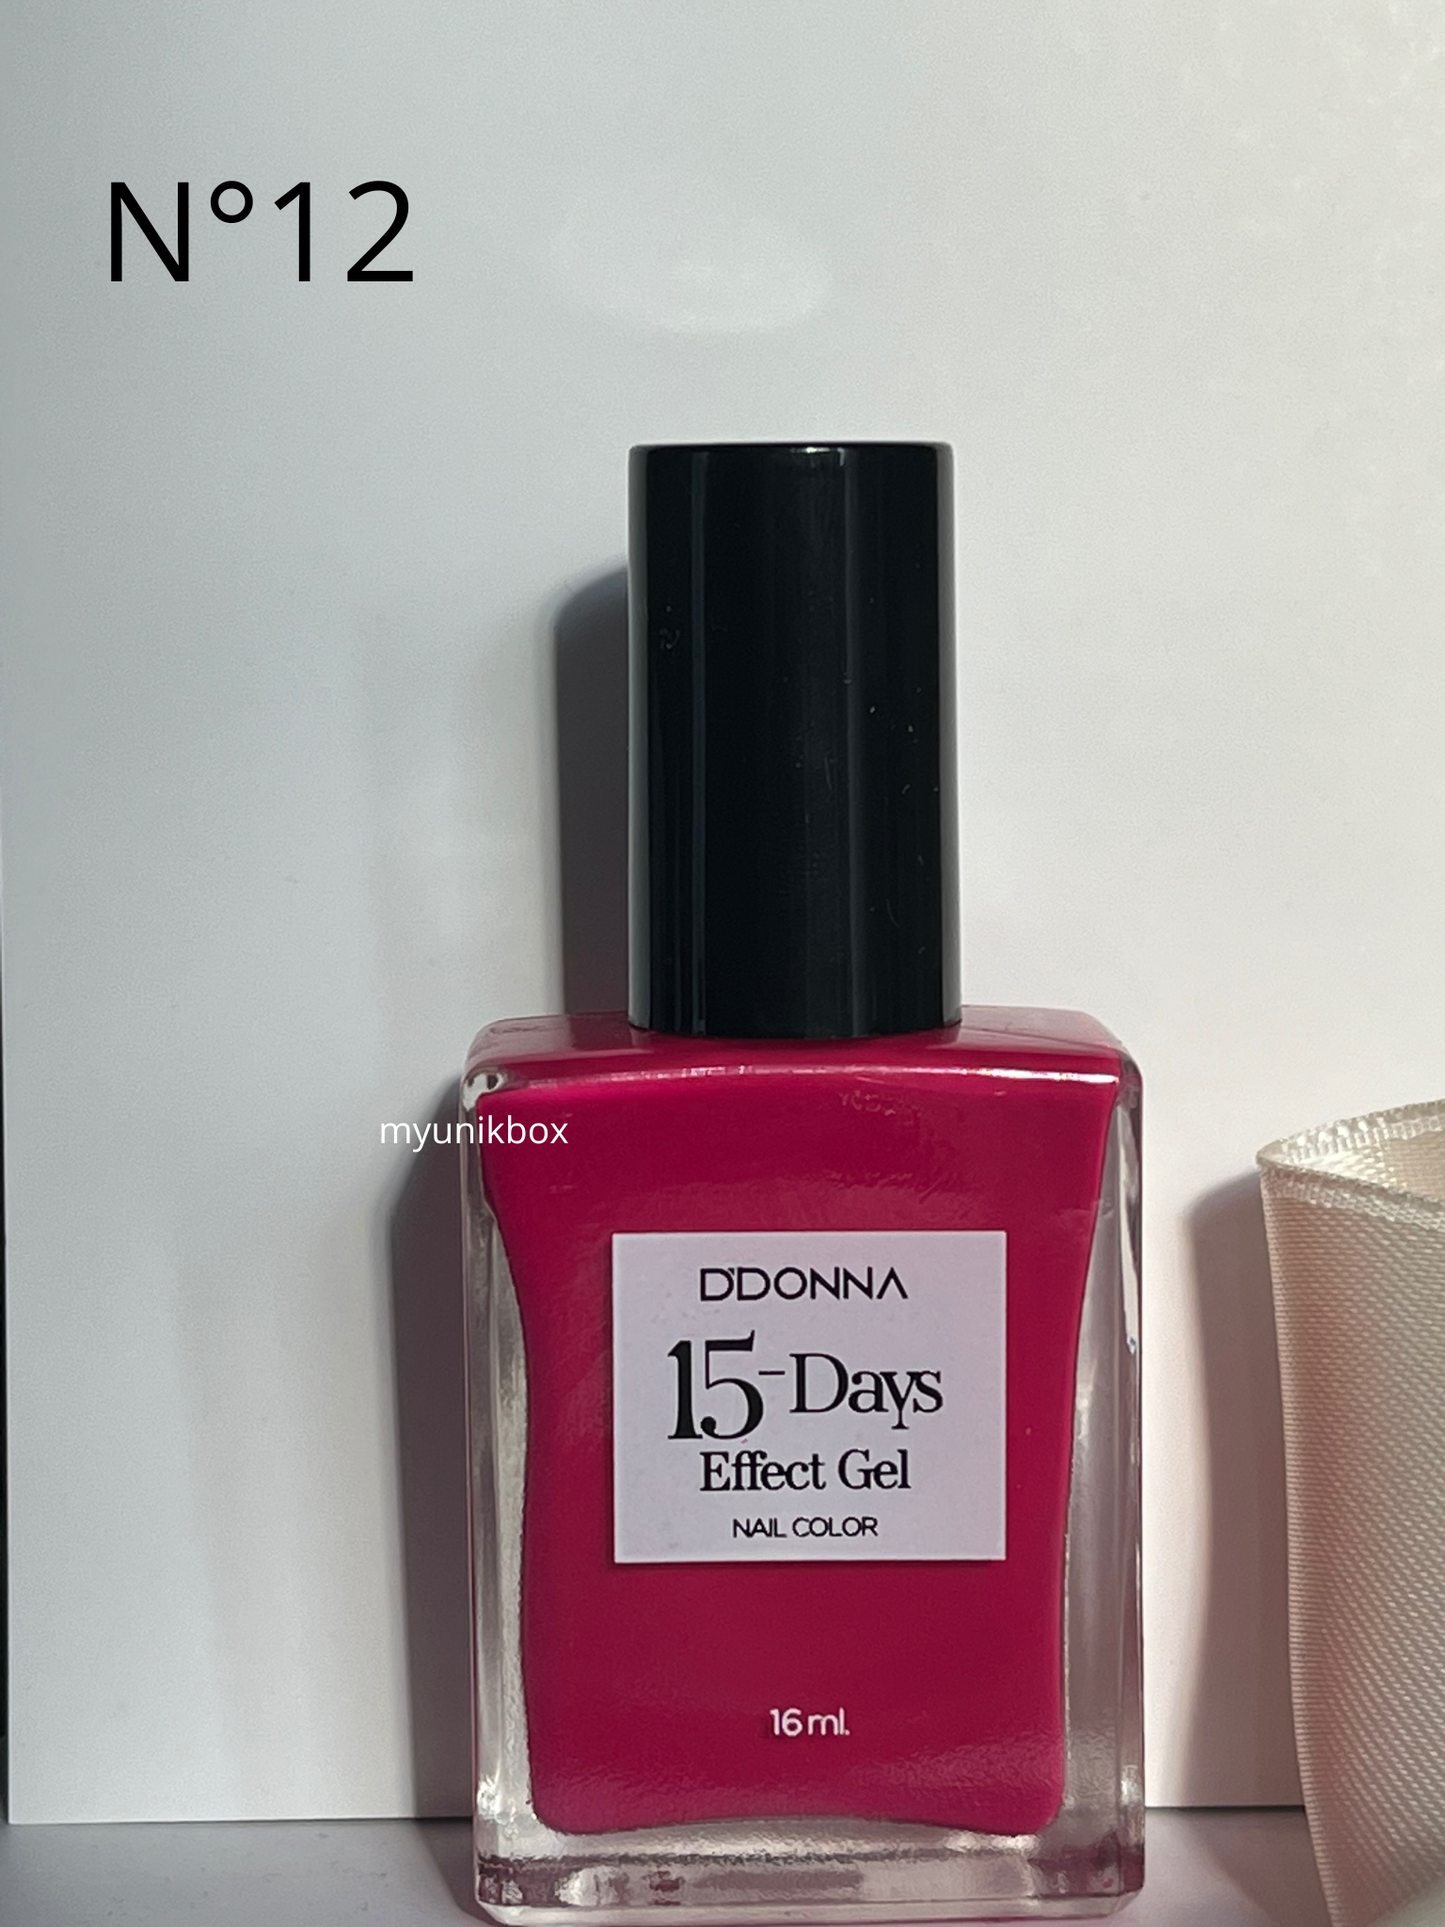 N°12
myunikbox
D'DONNA
15-Days
Effect Gel
NAIL COLOR
16 ml.